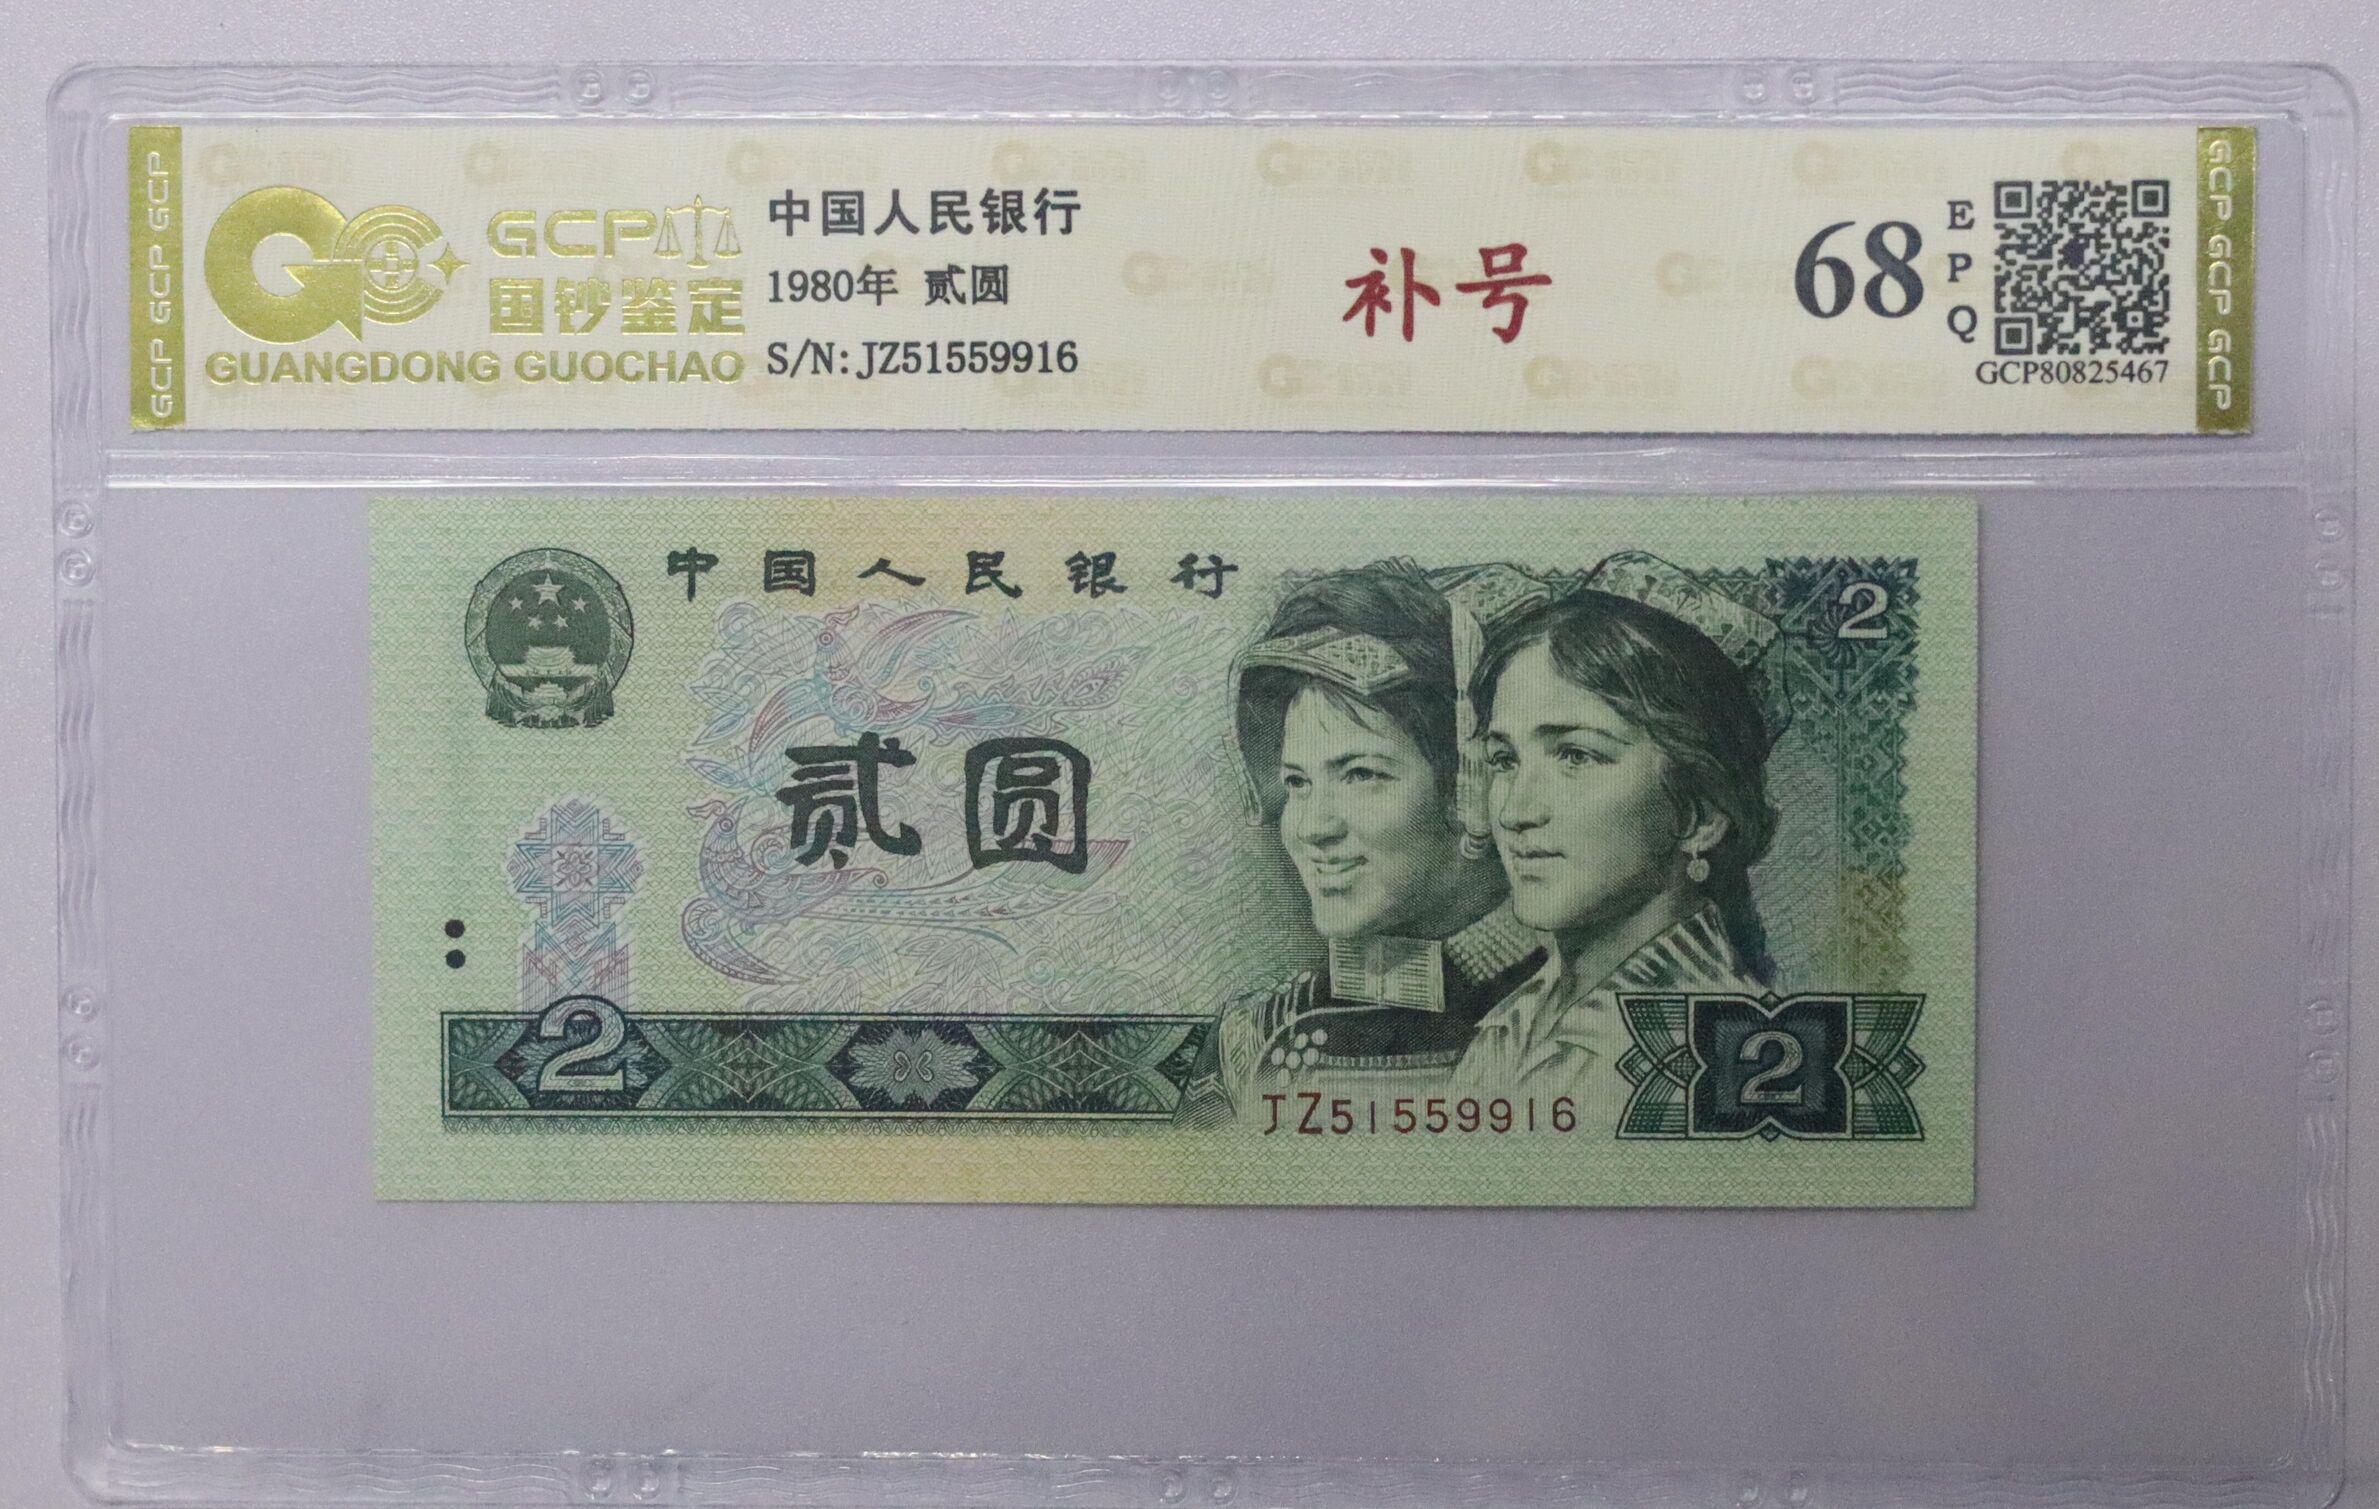 GCP GCP GCP
GCP
国钞鉴定
GUANGDONG GUOCHAO
中国人民银行
1980年 贰圆
S/N: JZ51559916
补号
68
EPQ
GCP80825467
GCP GCP GCP GCP
中国人民银行
2
贰圆
2
2
JZ51559916